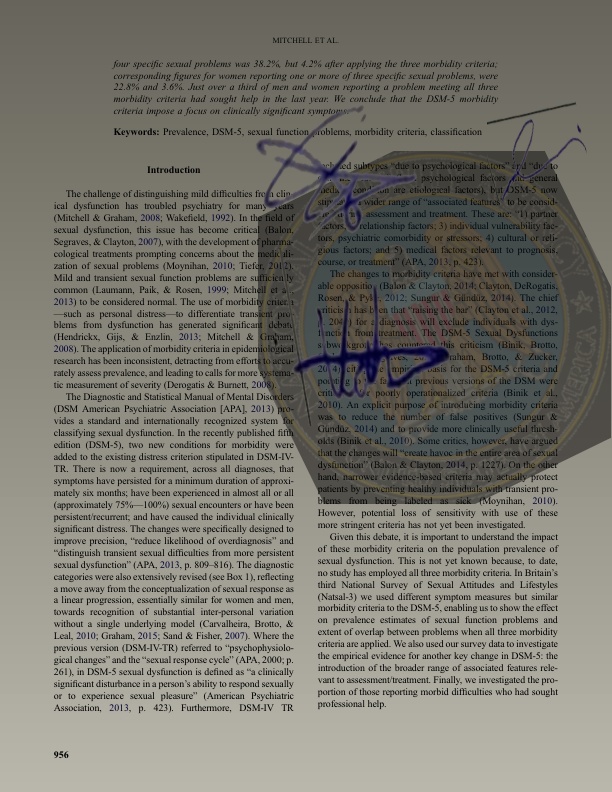 MITCHELL ET AL.
four specific sexual problems was 38.2%, but 4.2% after applying the three morbidity criteria;
corresponding figures for women reporting one or more of three specific sexual problems, were
22.8% and 3.6%. Just over a third of men and women reporting a problem meeting all three
morbidity criteria had sought help in the last year. We conclude that the DSM-5 morbidity
criteria impose a focus on clinically significant
Keywords: Prevalence, DSM-5, sexual function problems, morbidity criteria, classification
Introduction
The challenge of distinguishing mild difficulties from clin-
ical dysfunction has troubled psychiatry for many years
(Mitchell & Graham, 2008; Wakefield, 1992). In the field of
sexual dysfunction, this issue has become critical (Balon,
Segraves, & Clayton, 2007), with the development of pharma-
cological treatments prompting concerns about the medicali-
zation of sexual problems (Moynihan, 2010; Tiefer, 2012).
Mild and transient sexual function problems are sufficiently
common (Laumann, Paik, & Rosen, 1999; Mitchell et al.,
2013) to be considered normal. The use of morbidity criteria
—such as personal distress—to differentiate transient pro-
blems from dysfunction has generated significant debate
(Hendrickx, Gijs, & Enzlin, 2013; Mitchell & Graham,
2008). The application of morbidity criteria in epidemiological
research has been inconsistent, detracting from efforts to accu-
rately assess prevalence, and leading to calls for more systema-
tic measurement of severity (Derogatis & Burnett, 2008).
The Diagnostic and Statistical Manual of Mental Disorders
(DSM American Psychiatric Association [APA], 2013) pro-
vides a standard and internationally recognized system for
classifying sexual dysfunction. In the recently published fifth
edition (DSM-5), two new conditions for morbidity were
added to the existing distress criterion stipulated in DSM-IV-
TR. There is now a requirement, across all diagnoses, that
symptoms have persisted for a minimum duration of approxi-
mately six months; have been experienced in almost all or all
(approximately 75%—100%) sexual encounters or have been
persistent/recurrent; and have caused the individual clinically
significant distress. The changes were specifically designed to
improve precision, "reduce likelihood of overdiagnosis" and
"distinguish transient sexual difficulties from more persistent
sexual dysfunction" (APA, 2013, p. 809–816). The diagnostic
categories were also extensively revised (see Box 1), reflecting
a move away from the conceptualization of sexual response as
a linear progression, essentially similar for women and men,
towards recognition of substantial inter-personal variation
without a single underlying model (Carvalheira, Brotto, &
Leal, 2010; Graham, 2015; Sand & Fisher, 2007). Where the
previous version (DSM-IV-TR) referred to "psychophysiolo-
gical changes" and the "sexual response cycle" (APA, 2000; p.
261), in DSM-5 sexual dysfunction is defined as "a clinically
significant disturbance in a person's ability to respond sexually
or to experience sexual pleasure" (American Psychiatric
Association, 2013, p. 423). Furthermore, DSM-IV TR
included subtypes "due to psychological factors" and "due to
psychological factors general
are etiological factors), but DSM-5 now
wider range of "associated features" to be consid-
assessment and treatment. These are: "1) partner
factors; 2) relationship factors; 3) individual vulnerability fac-
tors, psychiatric comorbidity or stressors; 4) cultural or reli-
gious factors; and 5) medical factors relevant to prognosis,
course, or treatment" (APA, 2013; p. 423).
The changes to morbidity criteria have met with consider-
able opposition (Balon & Clayton, 2014; Clayton, DeRogatis,
Rosen, & Pyke, 2012; Sungur & Gündüz, 2014). The chief
criticism has been that "raising the bar" (Clayton et al., 2012,
p. 2040) for a diagnosis will exclude individuals with dys-
function from treatment. The DSM-5 Sexual Dysfunctions
subworkgroup has countered this criticism (Binik, Brotto,
Graham, Brotto, & Zucker,
basis for the DSM-5 criteria and
previous versions of the DSM were
poorly operationalized criteria (Binik et al.,
2010). An explicit purpose of introducing morbidity criteria
was to reduce the number of false positives (Sungur &
Gündüz, 2014) and to provide more clinically useful thresh-
olds (Binik et al., 2010). Some critics, however, have argued
that the changes will "create havoc in the entire area of sexual
dysfunction" (Balon & Clayton, 2014, p. 1227). On the other
hand, narrower evidence-based criteria may actually protect
patients by preventing healthy individuals with transient pro-
blems from being labeled as sick (Moynihan, 2010).
However, potential loss of sensitivity with use of these
more stringent criteria has not yet been investigated.
Given this debate, it is important to understand the impact
of these morbidity criteria on the population prevalence of
sexual dysfunction. This is not yet known because, to date,
no study has employed all three morbidity criteria. In Britain's
third National Survey of Sexual Attitudes and Lifestyles
(Natsal-3) we used different symptom measures but similar
morbidity criteria to the DSM-5, enabling us to show the effect
on prevalence estimates of sexual function problems and
extent of overlap between problems when all three morbidity
criteria are applied. We also used our survey data to investigate
the empirical evidence for another key change in DSM-5: the
introduction of the broader range of associated features rele-
vant to assessment/treatment. Finally, we investigated the pro-
portion of those reporting morbid difficulties who had sought
professional help.
956